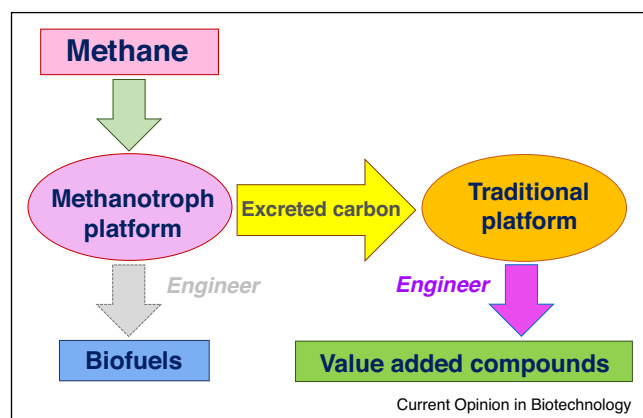 Methane
Methanotroph
platform
Excreted carbon
Traditional
platform
Engineer
Engineer
Biofuels
Value added compounds
Current Opinion in Biotechnology